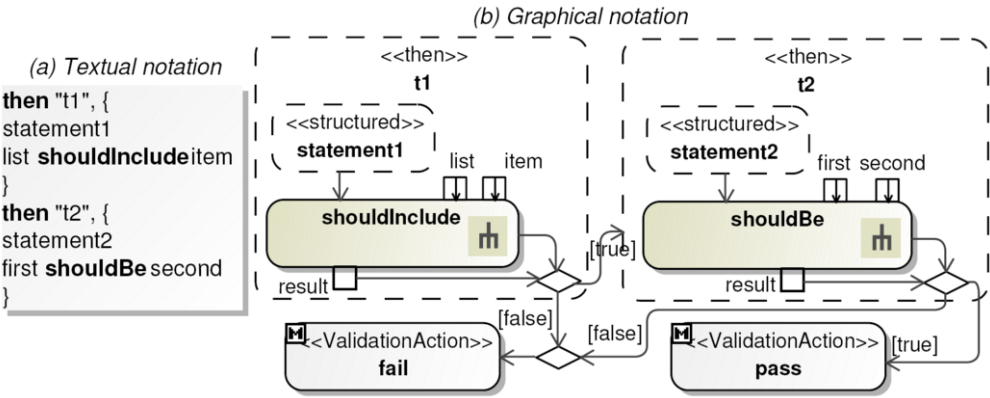 (a) Textual notation
then "t1", {
statement1
list shouldInclude item
}
then "t2", {
statement2
first shouldBe second
}
(b) Graphical notation
<<then>>
t1
<<structured>>
statement1
list item
shouldInclude
result
[true]
[false]
<<then>>
t2
<<structured>>
statement2
first second
shouldBe
result
[false]
[true]
M
<<ValidationAction>>
fail
M
<<ValidationAction>>
pass